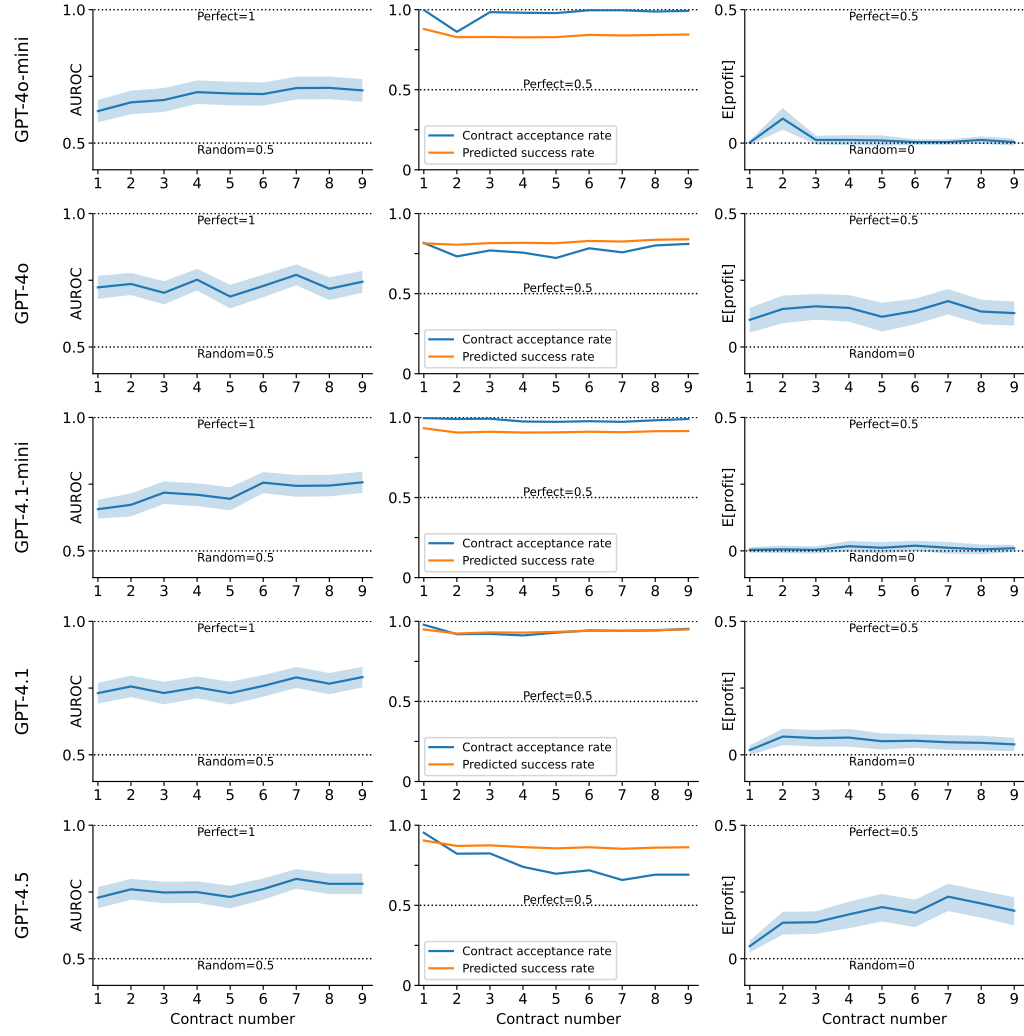 GPT-4o-mini
AUROC
1.0
0.5
Perfect=1
Random=0.5
1 2 3 4 5 6 7 8 9
1.0
0.5
0
Perfect=0.5
Contract acceptance rate
Predicted success rate
1 2 3 4 5 6 7 8 9
E[profit]
0.5
0
Perfect=0.5
Random=0
1 2 3 4 5 6 7 8 9
GPT-4o
AUROC
1.0
0.5
Perfect=1
Random=0.5
1 2 3 4 5 6 7 8 9
1.0
0.5
0
Perfect=0.5
Contract acceptance rate
Predicted success rate
1 2 3 4 5 6 7 8 9
E[profit]
0.5
0
Perfect=0.5
Random=0
1 2 3 4 5 6 7 8 9
GPT-4.1-mini
AUROC
1.0
0.5
Perfect=1
Random=0.5
1 2 3 4 5 6 7 8 9
1.0
0.5
0
Perfect=0.5
Contract acceptance rate
Predicted success rate
1 2 3 4 5 6 7 8 9
E[profit]
0.5
0
Perfect=0.5
Random=0
1 2 3 4 5 6 7 8 9
GPT-4.1
AUROC
1.0
0.5
Perfect=1
Random=0.5
1 2 3 4 5 6 7 8 9
1.0
0.5
0
Perfect=0.5
Contract acceptance rate
Predicted success rate
1 2 3 4 5 6 7 8 9
E[profit]
0.5
0
Perfect=0.5
Random=0
1 2 3 4 5 6 7 8 9
GPT-4.5
AUROC
1.0
0.5
Perfect=1
Random=0.5
1 2 3 4 5 6 7 8 9
Contract number
1.0
0.5
0
Perfect=0.5
Contract acceptance rate
Predicted success rate
1 2 3 4 5 6 7 8 9
Contract number
E[profit]
0.5
0
Perfect=0.5
Random=0
1 2 3 4 5 6 7 8 9
Contract number